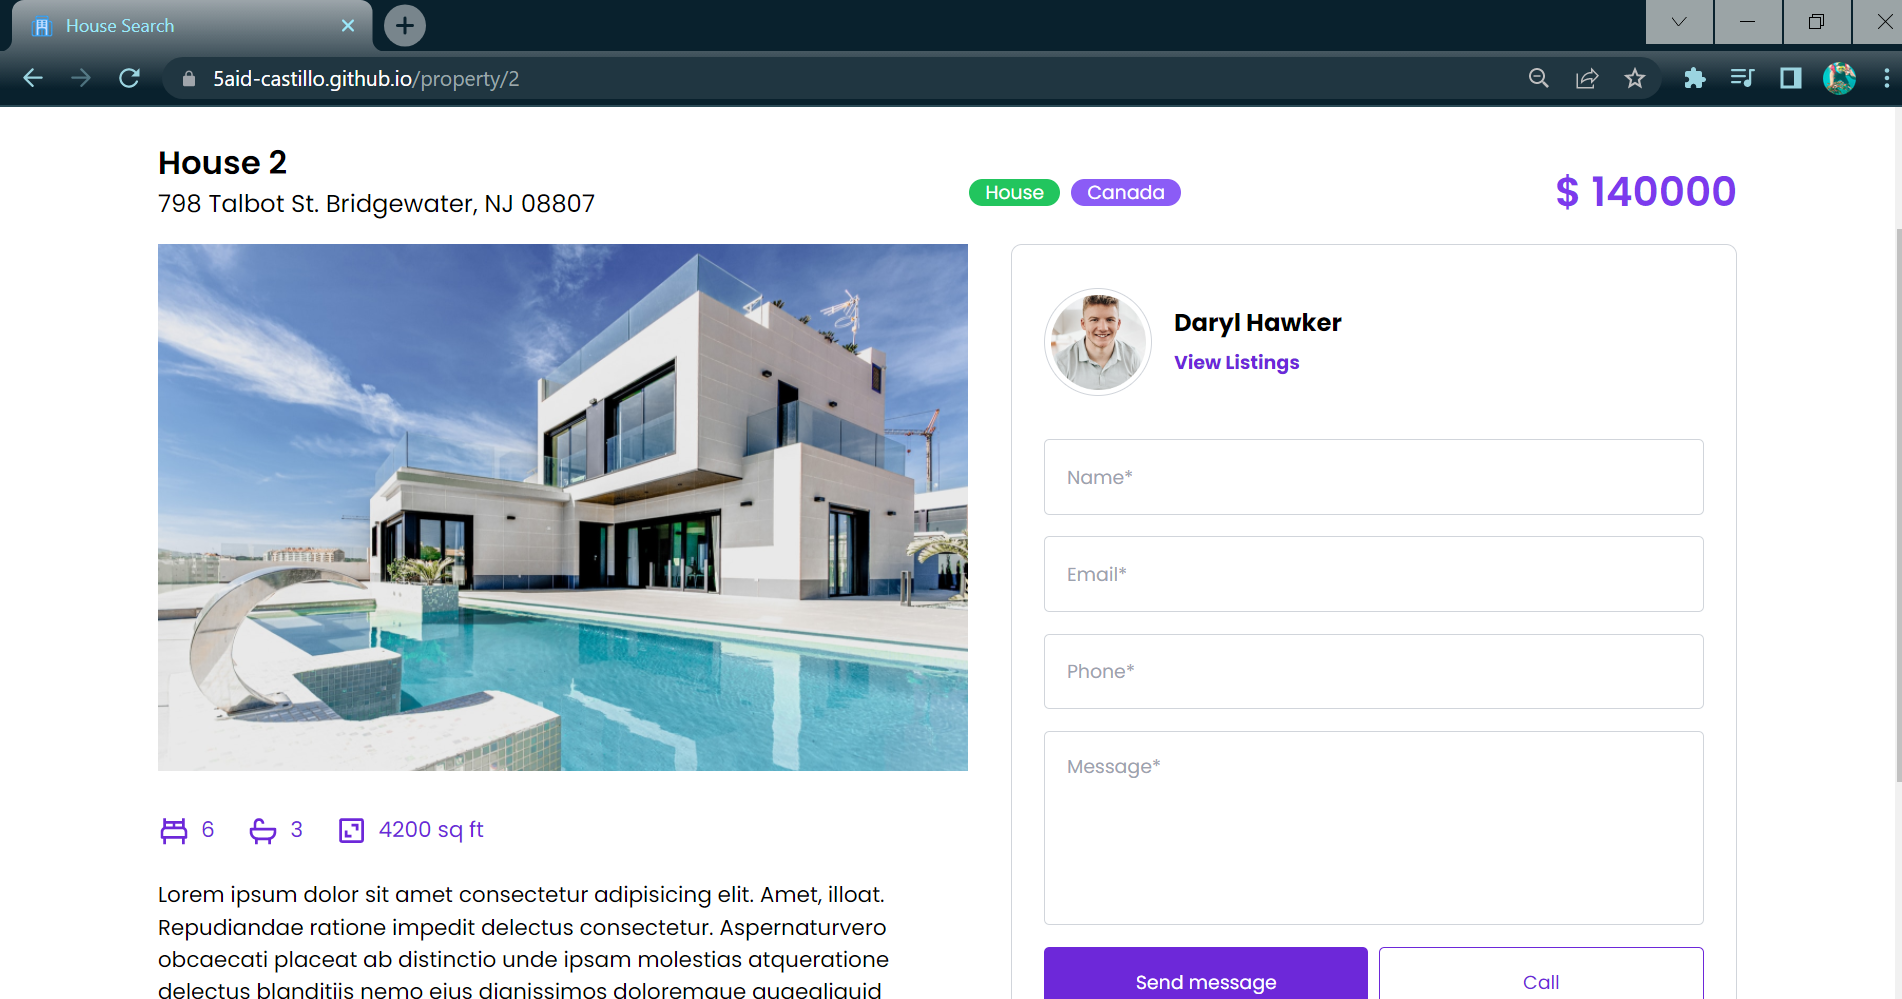 House Search
5aid-castillo.github.io/property/2
House 2
798 Talbot St. Bridgewater, NJ 08807
House
Canada
$ 140000
Daryl Hawker
View Listings
Name*
Email*
Phone*
Message*
Send message
Call
6
3
4200 sq ft
Lorem ipsum dolor sit amet consectetur adipisicing elit. Amet, illoat.
Repudiandae ratione impedit delectus consectetur. Aspernaturvero
obcaecati placeat ab distinctio unde ipsam molestias atqueratione
delectus blanditiis nemo eius dignissimos doloremque quaealiquid